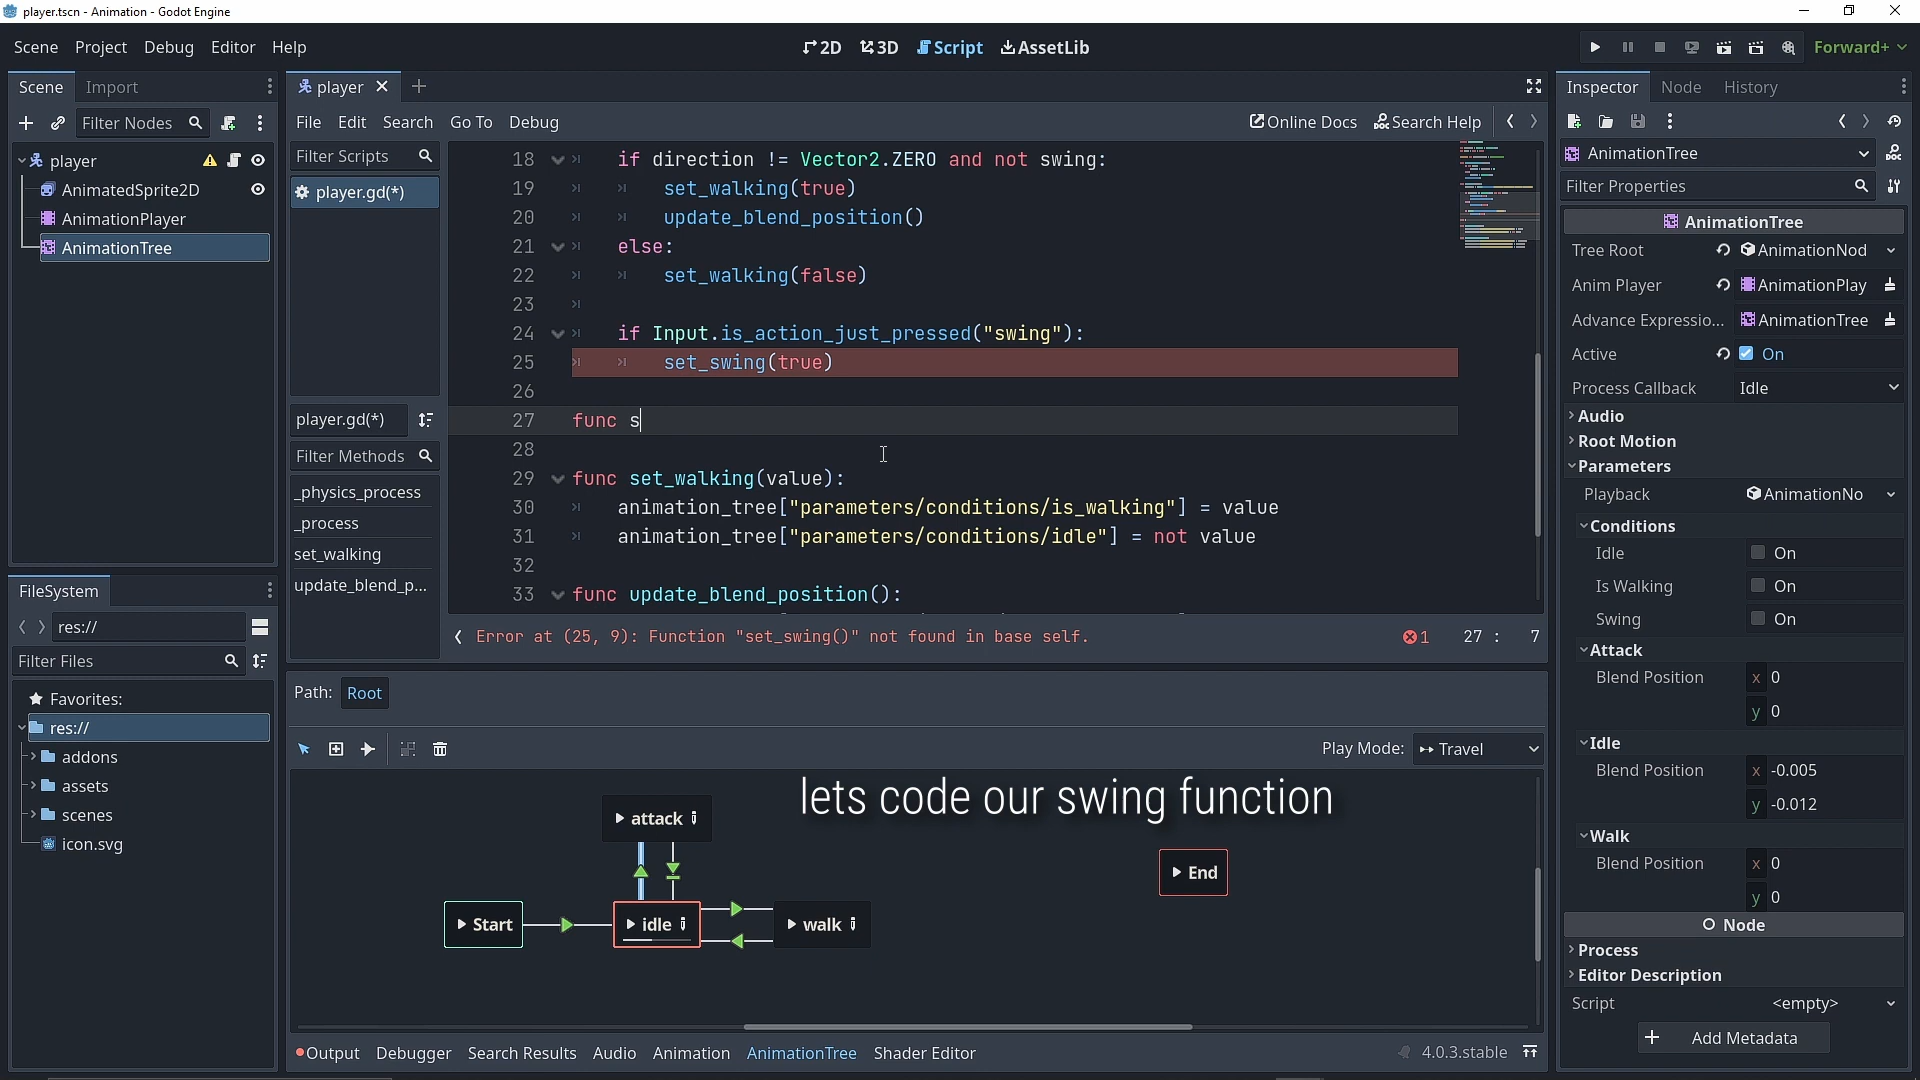 player.tscn - Animation - Godot Engine
Scene Project Debug Editor Help
2D 3D Script AssetLib
Forward+
Scene Import
Filter Nodes
player
AnimatedSprite2D
AnimationPlayer
AnimationTree
FileSystem
res://
Filter Files
Favorites:
res://
addons
assets
scenes
icon.svg
player
File Edit Search Go To Debug
Online Docs Search Help
Filter Scripts
player.gd(*)
player.gd(*)
Filter Methods
_physics_process
_process
set_walking
update_blend_p...
18 if direction != Vector2.ZERO and not swing:
19 set_walking(true)
20 update_blend_position()
21 else:
22 set_walking(false)
23
24 if Input.is_action_just_pressed("swing"):
25 set_swing(true)
26
27 func s
28
29 func set_walking(value):
30 animation_tree["parameters/conditions/is_walking"] = value
31 animation_tree["parameters/conditions/idle"] = not value
32
33 func update_blend_position():
Error at (25, 9): Function "set_swing()" not found in base self.
1 27 : 7
Path: Root
Play Mode: Travel
lets code our swing function
attack
End
Start
idle
walk
Output Debugger Search Results Audio Animation AnimationTree Shader Editor
4.0.3.stable
Inspector Node History
AnimationTree
Filter Properties
AnimationTree
Tree Root AnimationNod
Anim Player AnimationPlay
Advance Expressio... AnimationTree
Active On
Process Callback Idle
Audio
Root Motion
Parameters
Playback AnimationNo
Conditions
Idle On
Is Walking On
Swing On
Attack
Blend Position x 0
y 0
Idle
Blend Position x -0.005
y -0.012
Walk
Blend Position x 0
y 0
Node
Process
Editor Description
Script <empty>
Add Metadata